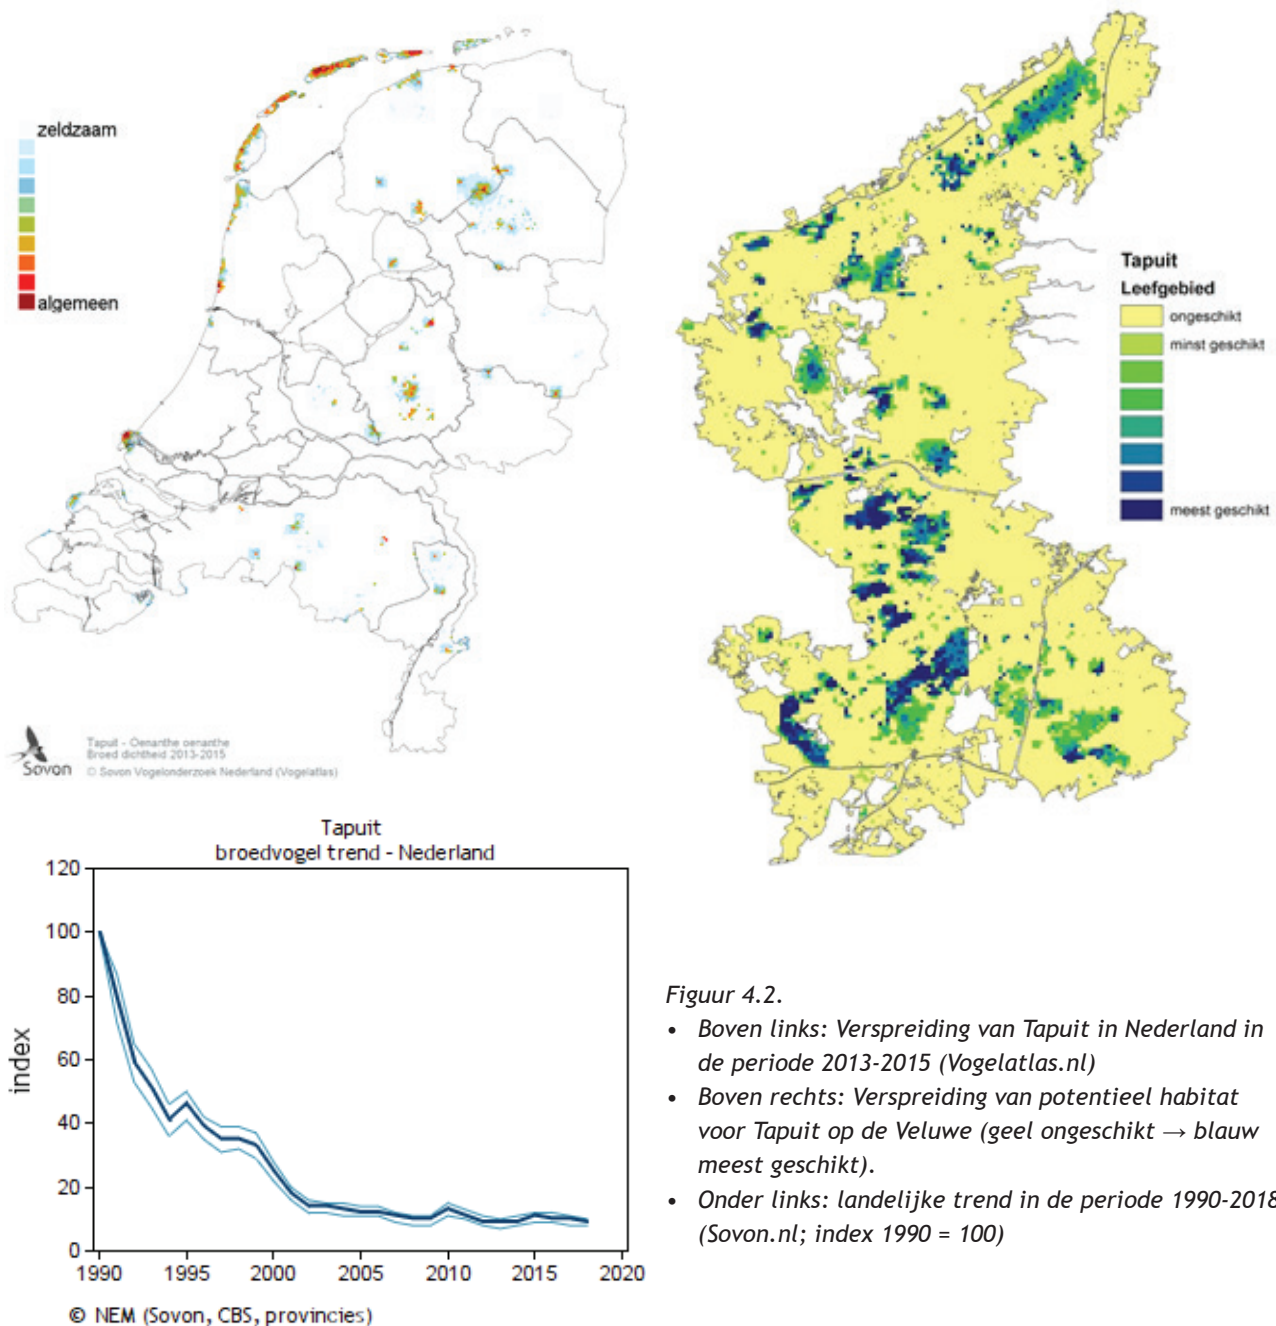 zeldzaam
algemeen
Sovon
Tapuit - Oenanthe oenanthe
Broed dichtheid 2013-2015
© Sovon Vogelonderzoek Nederland (Vogelatlas)
Tapuit
Leefgebied
ongeschikt
minst geschikt
meest geschikt
Tapuit
broedvogel trend - Nederland
120
100
80
60
40
20
0
index
1990 1995 2000 2005 2010 2015 2020
© NEM (Sovon, CBS, provincies)
Figuur 4.2.
• Boven links: Verspreiding van Tapuit in Nederland in
de periode 2013-2015 (Vogelatlas.nl)
• Boven rechts: Verspreiding van potentieel habitat
voor Tapuit op de Veluwe (geel ongeschikt → blauw
meest geschikt).
• Onder links: landelijke trend in de periode 1990-2018
(Sovon.nl; index 1990 = 100)